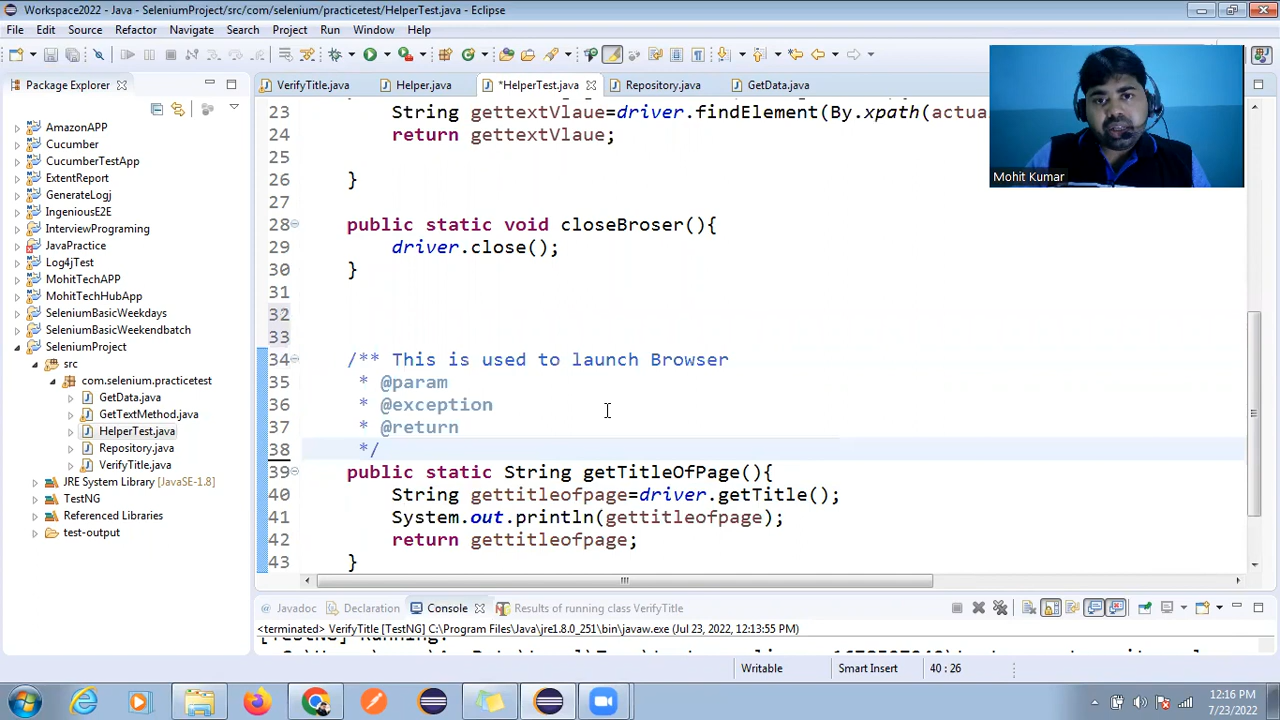 Workspace2022 - Java - SeleniumProject/src/com/selenium/practicetest/HelperTest.java - Eclipse
File Edit Source Refactor Navigate Search Project Run Window Help
Package Explorer
VerifyTitle.java Helper.java *HelperTest.java Repository.java GetData.java
AmazonAPP
Cucumber
CucumberTestApp
ExtentReport
GenerateLogj
IngeniousE2E
InterviewPrograming
JavaPractice
Log4jTest
MohitTechAPP
MohitTechHubApp
SeleniumBasicWeekdays
SeleniumBasicWeekendbatch
SeleniumProject
src
com.selenium.practicetest
GetData.java
GetTextMethod.java
HelperTest.java
Repository.java
VerifyTitle.java
JRE System Library [JavaSE-1.8]
TestNG
Referenced Libraries
test-output
23 String gettextVlaue=driver.findElement(By.xpath(actua
24 return gettextVlaue;
25
26 }
27
28 public static void closeBroser(){
29 driver.close();
30 }
31
32
33
34 /** This is used to launch Browser
35 * @param
36 * @exception
37 * @return
38 */
39 public static String getTitleOfPage(){
40 String gettitleofpage=driver.getTitle();
41 System.out.println(gettitleofpage);
42 return gettitleofpage;
43 }
Mohit Kumar
Javadoc Declaration Console Results of running class VerifyTitle
<terminated> VerifyTitle [TestNG] C:\Program Files\Java\jre1.8.0_251\bin\javaw.exe (Jul 23, 2022, 12:13:55 PM)
[TestNG] Running:
Writable Smart Insert 40 : 26
12:16 PM
7/23/2022